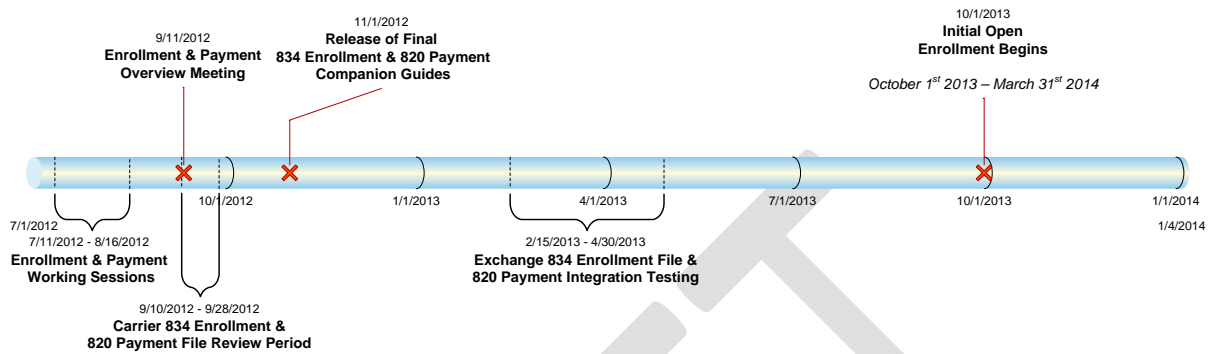 9/11/2012
Enrollment & Payment
Overview Meeting
11/1/2012
Release of Final
834 Enrollment & 820 Payment
Companion Guides
10/1/2013
Initial Open
Enrollment Begins
October 1st 2013 – March 31st 2014
10/1/2012
1/1/2013
4/1/2013
7/1/2013
10/1/2013
1/1/2014
7/1/2012
1/4/2014
7/11/2012 - 8/16/2012
Enrollment & Payment
Working Sessions
2/15/2013 - 4/30/2013
Exchange 834 Enrollment File &
820 Payment Integration Testing
9/10/2012 - 9/28/2012
Carrier 834 Enrollment &
820 Payment File Review Period